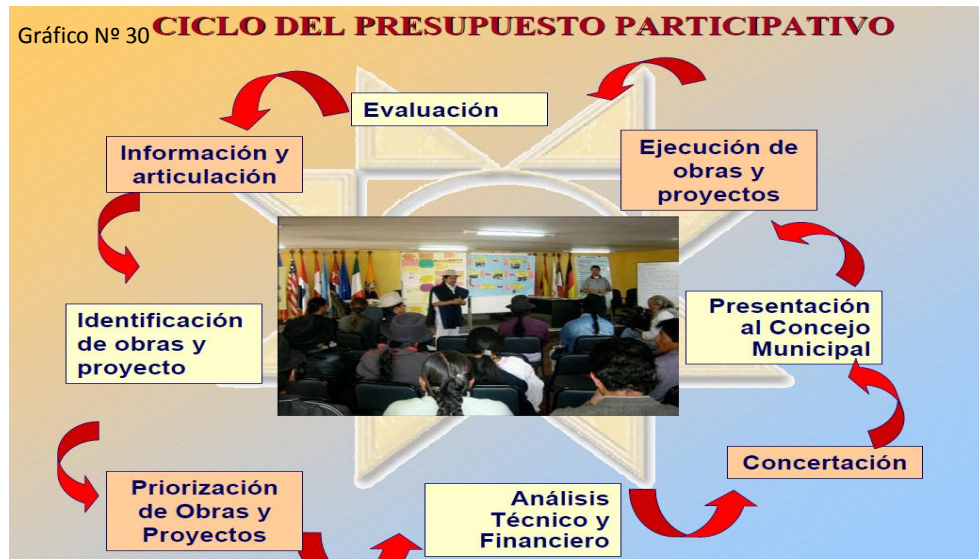 Gráfico Nº 30
CICLO DEL PRESUPUESTO PARTICIPATIVO
Evaluación
Información y
articulación
Identificación
de obras y
proyecto
Priorización
de Obras y
Proyectos
Análisis
Técnico y
Financiero
Concertación
Presentación
al Concejo
Municipal
Ejecución de
obras y
proyectos